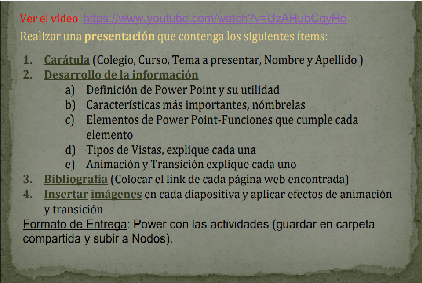 Ver el video https://www.youtube.com/watch?v=
Realizar una presentación que contenga los siguientes ítems:
1. Carátula (Colegio, Curso, Tema a presentar, Nombre y Apellido )
2. Desarrollo de la información
a) Definición de Power Point y su utilidad
b) Características más importantes, nómbrelas
c) Elementos de Power Point-Funciones que cumple cada
elemento
d) Tipos de Vistas, explique cada una
e) Animación y Transición explique cada uno
3. Bibliografía (Colocar el link de cada página web encontrada)
4. Insertar imágenes en cada diapositiva y aplicar efectos de animación
y transición
Formato de Entrega: Power con las actividades (guardar en carpeta
compartida y subir a Nodos).